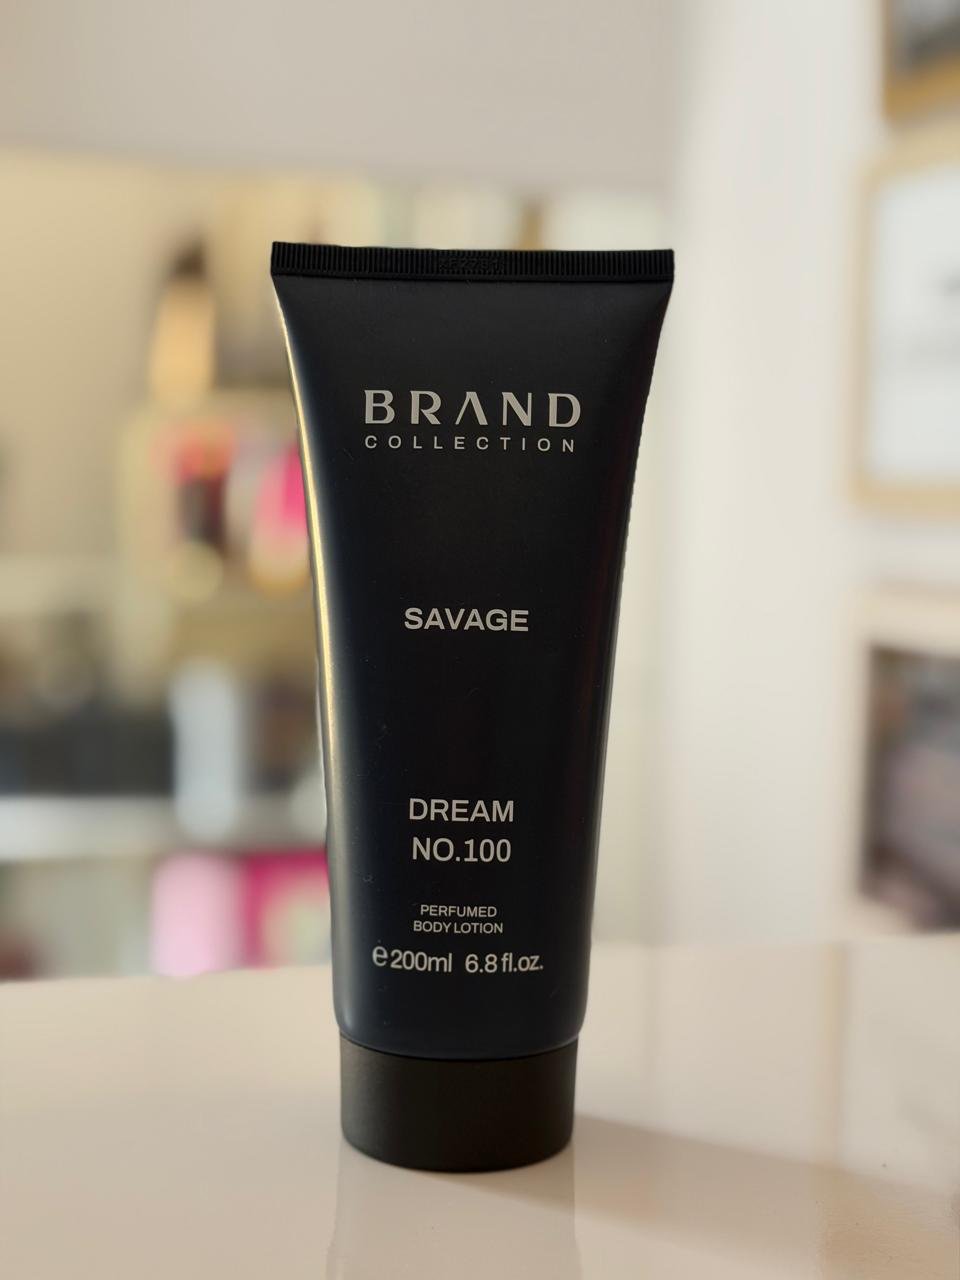 BRAND
COLLECTION
SAVAGE
DREAM
NO.100
PERFUMED
BODY LOTION
℮200ml 6.8 fl.oz.